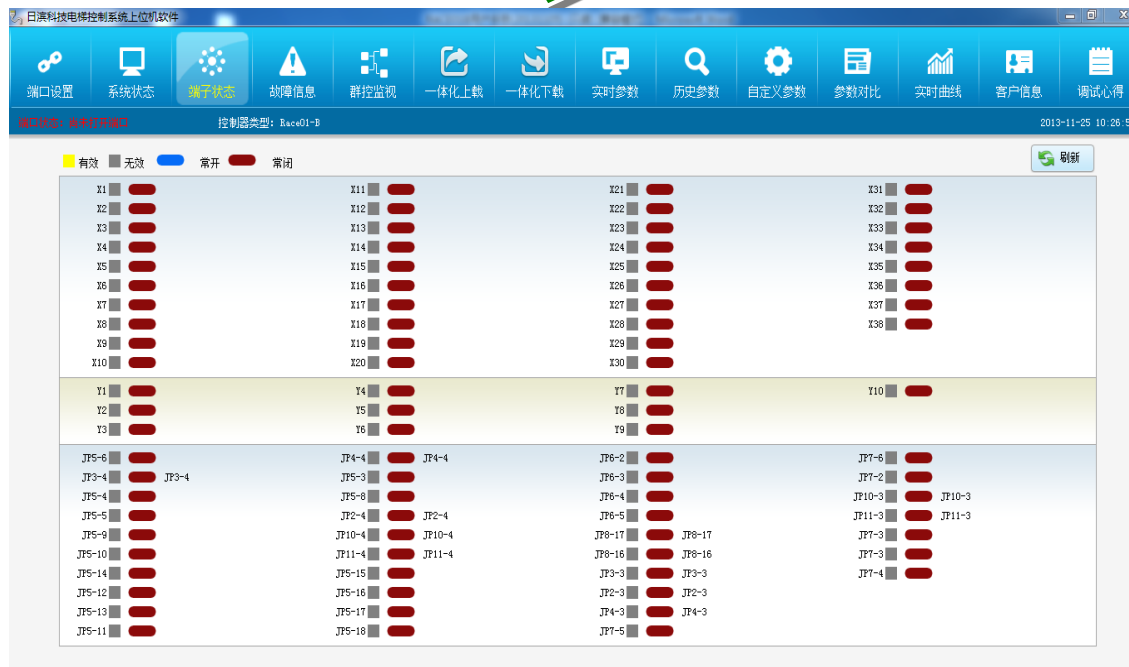 日滨科技电梯控制系统上位机软件
端口设置 系统状态 端子状态 故障信息 群控监视 一体化上载 一体化下载 实时参数 历史参数 自定义参数 参数对比 实时曲线 客户信息 调试心得
控制器类型: Race01-B 2013-11-25 10:26:5
有效 无效 常开 常闭 刷新
X1 X11 X21 X31
X2 X12 X22 X32
X3 X13 X23 X33
X4 X14 X24 X34
X5 X15 X25 X35
X6 X16 X26 X36
X7 X17 X27 X37
X8 X18 X28 X38
X9 X19 X29
X10 X20 X30
Y1 Y4 Y7 Y10
Y2 Y5 Y8
Y3 Y6 Y9
JP5-6 JP4-4 JP4-4 JP6-2 JP7-6
JP3-4 JP3-4 JP5-3 JP6-3 JP7-2
JP5-4 JP5-8 JP6-4 JP10-3 JP10-3
JP5-5 JP2-4 JP2-4 JP6-5 JP11-3 JP11-3
JP5-9 JP10-4 JP10-4 JP8-17 JP8-17 JP7-3
JP5-10 JP11-4 JP11-4 JP8-16 JP8-16 JP7-3
JP5-14 JP5-15 JP3-3 JP3-3 JP7-4
JP5-12 JP5-16 JP2-3 JP2-3
JP5-13 JP5-17 JP4-3 JP4-3
JP5-11 JP5-18 JP7-5